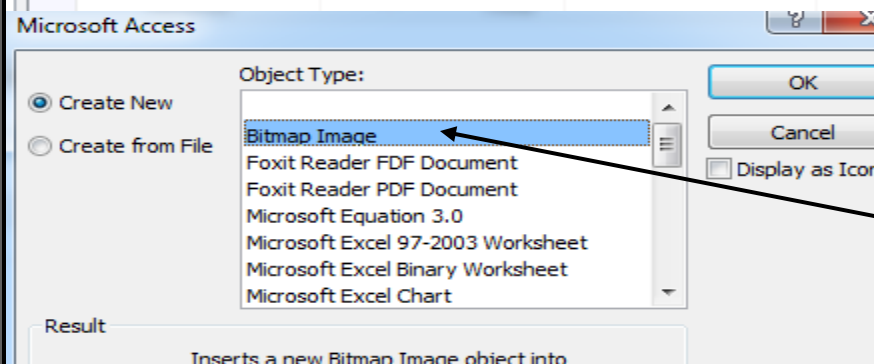 Microsoft Access
?
Object Type:
OK
Create New
Bitmap Image
Cancel
Create from File
Foxit Reader FDF Document
Display as Icon
Foxit Reader PDF Document
Microsoft Equation 3.0
Microsoft Excel 97-2003 Worksheet
Microsoft Excel Binary Worksheet
Microsoft Excel Chart
Result
Inserts a new Bitmap Image object into